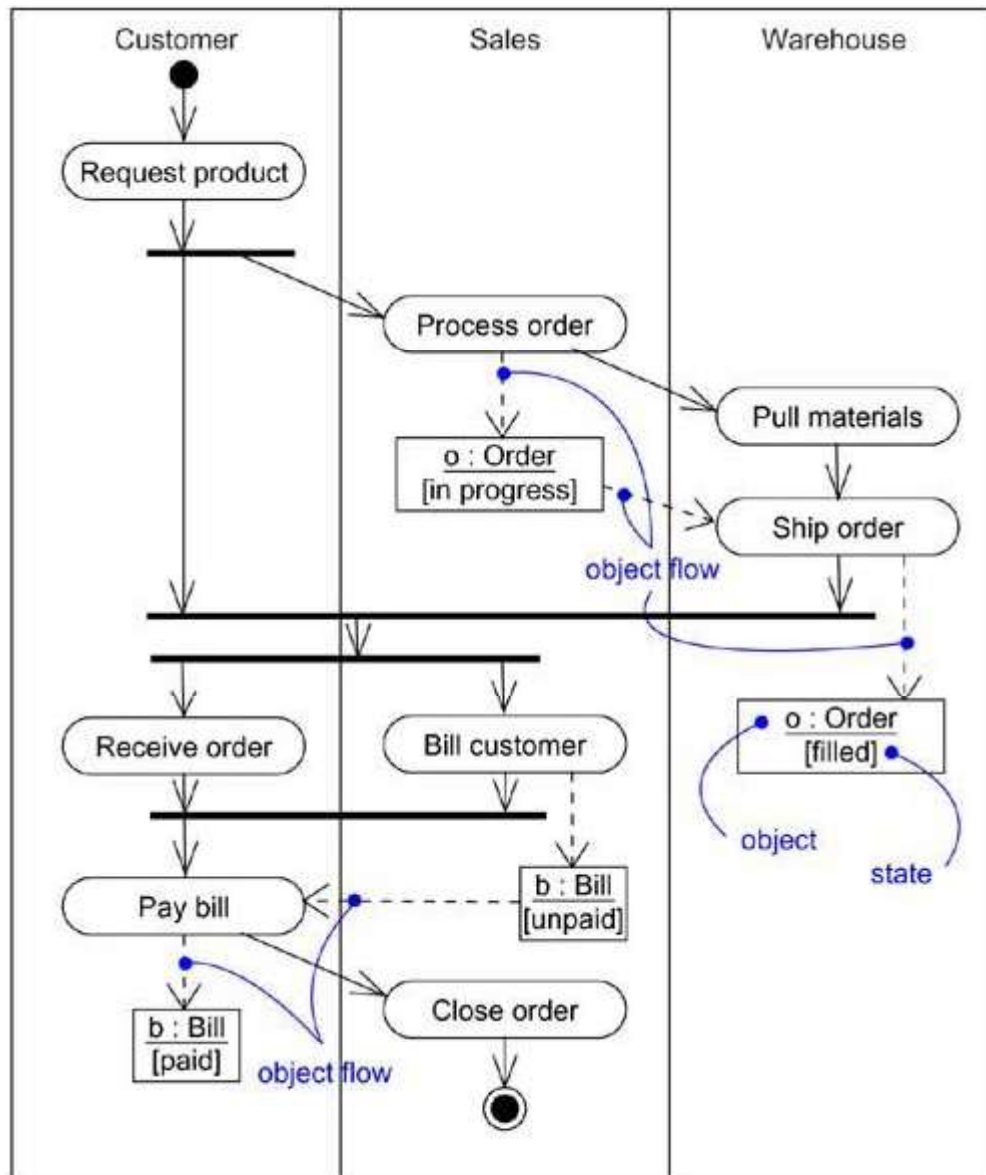 Customer
Sales
Warehouse
Request product
Process order
Pull materials
o : Order
[in progress]
Ship order
object flow
Receive order
Bill customer
o : Order
[filled]
object
state
Pay bill
b : Bill
[unpaid]
Close order
b : Bill
[paid]
object flow